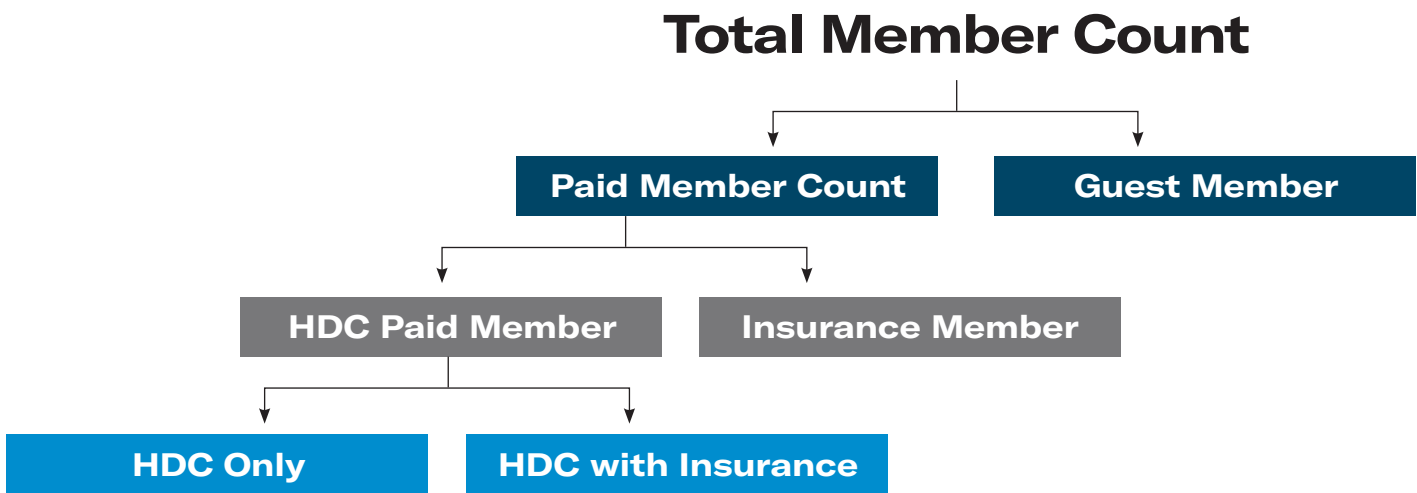 Total Member Count
Paid Member Count
Guest Member
HDC Paid Member
Insurance Member
HDC Only
HDC with Insurance